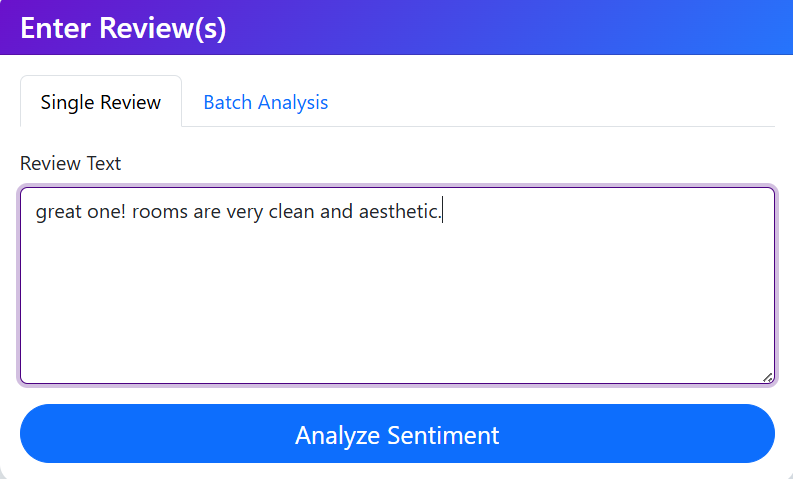 Enter Review(s)
Single Review
Batch Analysis
Review Text
great one! rooms are very clean and aesthetic.
Analyze Sentiment